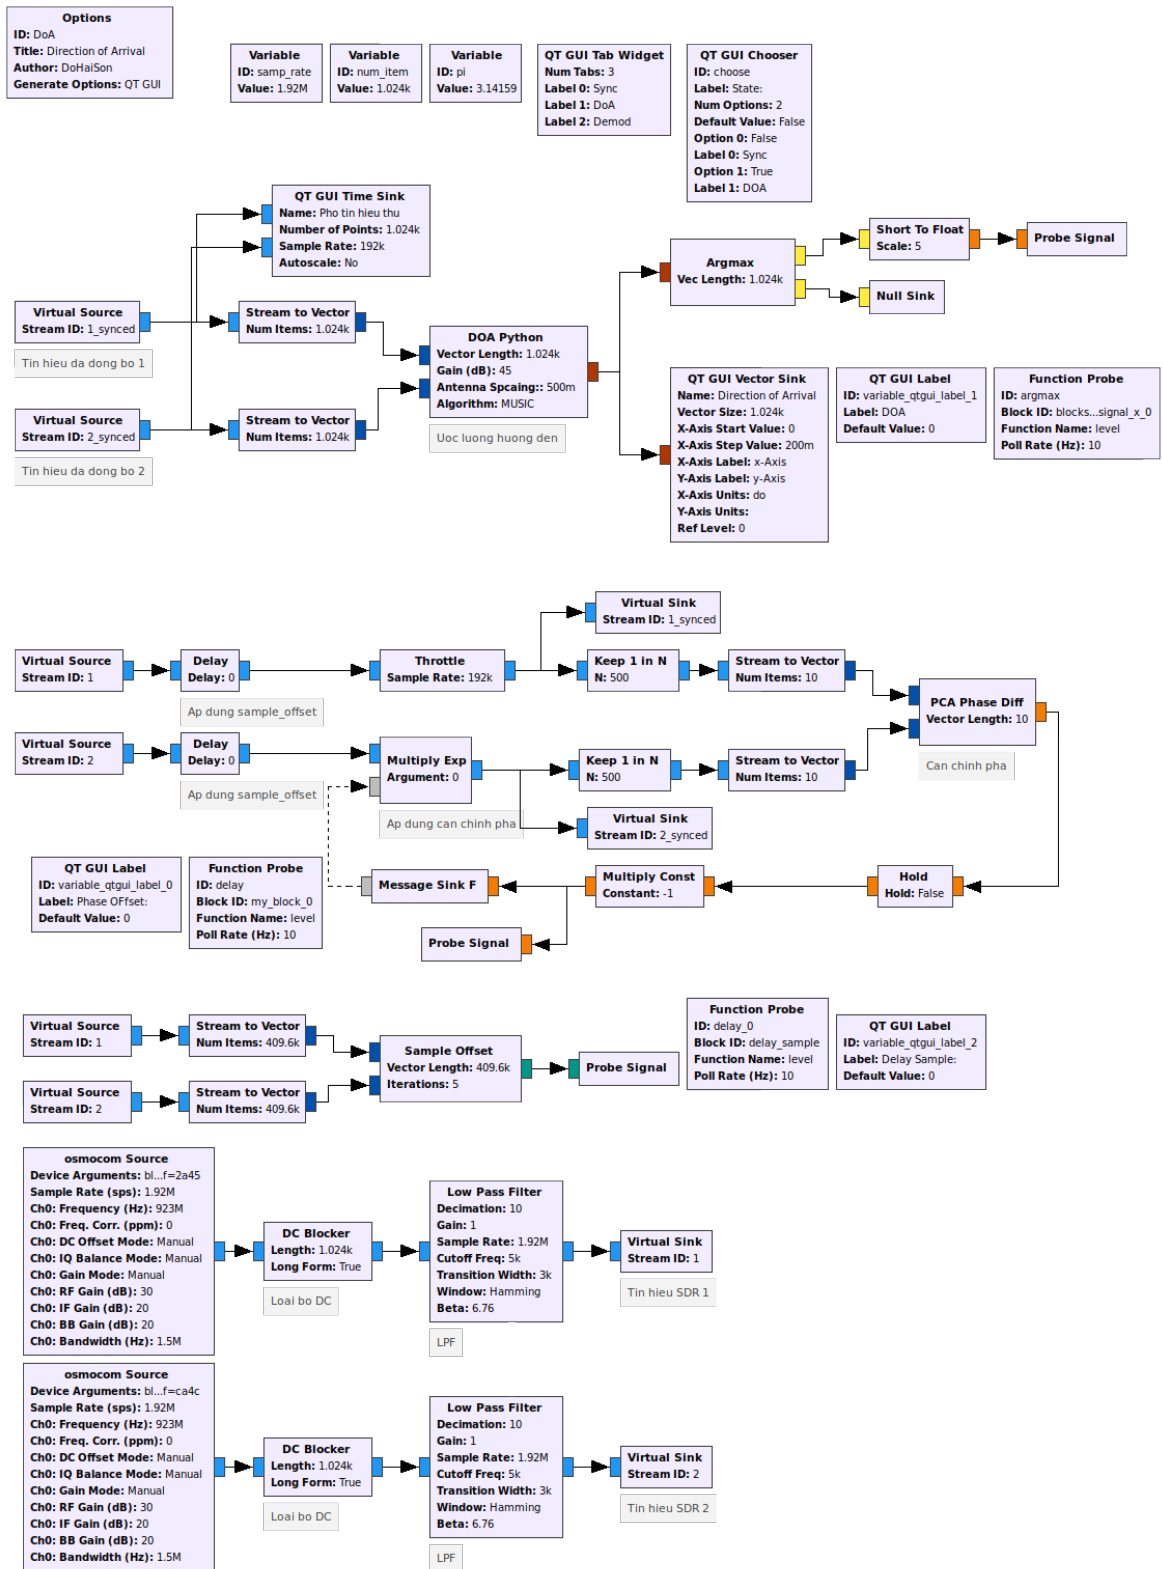 Options
ID: DoA
Title: Direction of Arrival
Author: DoHaiSon
Generate Options: QT GUI
Variable
ID: samp_rate
Value: 1.92M
Variable
ID: num_item
Value: 1.024k
Variable
ID: pi
Value: 3.14159
QT GUI Tab Widget
Num Tabs: 3
Label 0: Sync
Label 1: DoA
Label 2: Demod
QT GUI Chooser
ID: choose
Label: State:
Num Options: 2
Default Value: False
Option 0: False
Label 0: Sync
Option 1: True
Label 1: DOA
QT GUI Time Sink
Name: Pho tin hieu thu
Number of Points: 1.024k
Sample Rate: 192k
Autoscale: No
Virtual Source
Stream ID: 1_synced
Tin hieu da dong bo 1
Stream to Vector
Num Items: 1.024k
Virtual Source
Stream ID: 2_synced
Tin hieu da dong bo 2
Stream to Vector
Num Items: 1.024k
DOA Python
Vector Length: 1.024k
Gain (dB): 45
Antenna Spcaing:: 500m
Algorithm: MUSIC
Uoc luong huong den
Argmax
Vec Length: 1.024k
Short To Float
Scale: 5
Probe Signal
Null Sink
QT GUI Vector Sink
Name: Direction of Arrival
Vector Size: 1.024k
X-Axis Start Value: 0
X-Axis Step Value: 200m
X-Axis Label: x-Axis
Y-Axis Label: y-Axis
X-Axis Units: do
Y-Axis Units:
Ref Level: 0
QT GUI Label
ID: variable_qtgui_label_1
Label: DOA
Default Value: 0
Function Probe
ID: argmax
Block ID: blocks...signal_x_0
Function Name: level
Poll Rate (Hz): 10
Virtual Sink
Stream ID: 1_synced
Virtual Source
Stream ID: 1
Delay
Delay: 0
Ap dung sample_offset
Throttle
Sample Rate: 192k
Keep 1 in N
N: 500
Stream to Vector
Num Items: 10
PCA Phase Diff
Vector Length: 10
Can chinh pha
Virtual Source
Stream ID: 2
Delay
Delay: 0
Ap dung sample_offset
Multiply Exp
Argument: 0
Ap dung can chinh pha
Keep 1 in N
N: 500
Stream to Vector
Num Items: 10
Virtual Sink
Stream ID: 2_synced
QT GUI Label
ID: variable_qtgui_label_0
Label: Phase OFfset:
Default Value: 0
Function Probe
ID: delay
Block ID: my_block_0
Function Name: level
Poll Rate (Hz): 10
Message Sink F
Multiply Const
Constant: -1
Hold
Hold: False
Probe Signal
Virtual Source
Stream ID: 1
Stream to Vector
Num Items: 409.6k
Virtual Source
Stream ID: 2
Stream to Vector
Num Items: 409.6k
Sample Offset
Vector Length: 409.6k
Iterations: 5
Probe Signal
Function Probe
ID: delay_0
Block ID: delay_sample
Function Name: level
Poll Rate (Hz): 10
QT GUI Label
ID: variable_qtgui_label_2
Label: Delay Sample:
Default Value: 0
osmocom Source
Device Arguments: bl...f=2a45
Sample Rate (sps): 1.92M
Ch0: Frequency (Hz): 923M
Ch0: Freq. Corr. (ppm): 0
Ch0: DC Offset Mode: Manual
Ch0: IQ Balance Mode: Manual
Ch0: Gain Mode: Manual
Ch0: RF Gain (dB): 30
Ch0: IF Gain (dB): 20
Ch0: BB Gain (dB): 20
Ch0: Bandwidth (Hz): 1.5M
DC Blocker
Length: 1.024k
Long Form: True
Loai bo DC
Low Pass Filter
Decimation: 10
Gain: 1
Sample Rate: 1.92M
Cutoff Freq: 5k
Transition Width: 3k
Window: Hamming
Beta: 6.76
LPF
Virtual Sink
Stream ID: 1
Tin hieu SDR 1
osmocom Source
Device Arguments: bl...f=ca4c
Sample Rate (sps): 1.92M
Ch0: Frequency (Hz): 923M
Ch0: Freq. Corr. (ppm): 0
Ch0: DC Offset Mode: Manual
Ch0: IQ Balance Mode: Manual
Ch0: Gain Mode: Manual
Ch0: RF Gain (dB): 30
Ch0: IF Gain (dB): 20
Ch0: BB Gain (dB): 20
Ch0: Bandwidth (Hz): 1.5M
DC Blocker
Length: 1.024k
Long Form: True
Loai bo DC
Low Pass Filter
Decimation: 10
Gain: 1
Sample Rate: 1.92M
Cutoff Freq: 5k
Transition Width: 3k
Window: Hamming
Beta: 6.76
LPF
Virtual Sink
Stream ID: 2
Tin hieu SDR 2